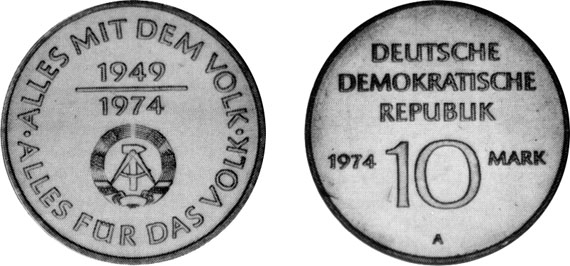 · ALLES MIT DEM VOLK ·
ALLES FÜR DAS VOLK
1949
1974
DEUTSCHE
DEMOKRATISCHE
REPUBLIK
1974 10 MARK
A